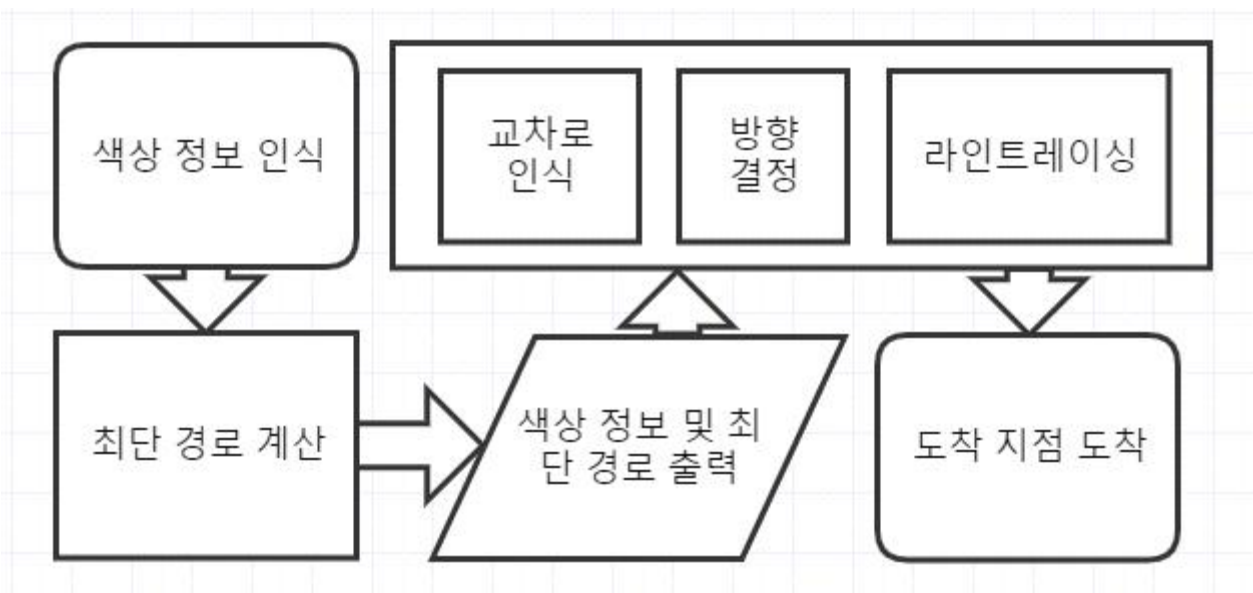 색상 정보 인식
교차로
인식
방향
결정
라인트레이싱
최단 경로 계산
색상 정보 및 최
단 경로 출력
도착 지점 도착